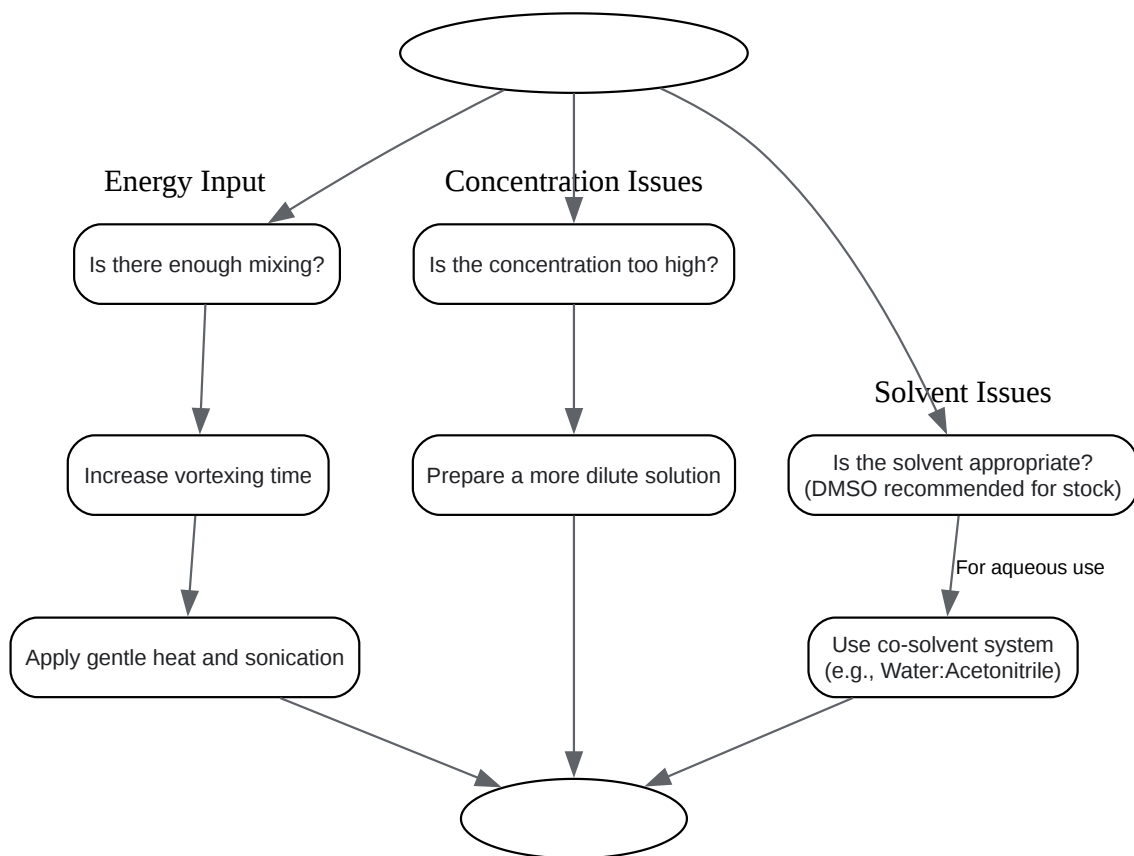 Energy Input
Concentration Issues
Is there enough mixing?
Is the concentration too high?
Solvent Issues
Increase vortexing time
Prepare a more dilute solution
Is the solvent appropriate?
(DMSO recommended for stock)
For aqueous use
Apply gentle heat and sonication
Use co-solvent system
(e.g., Water:Acetonitrile)